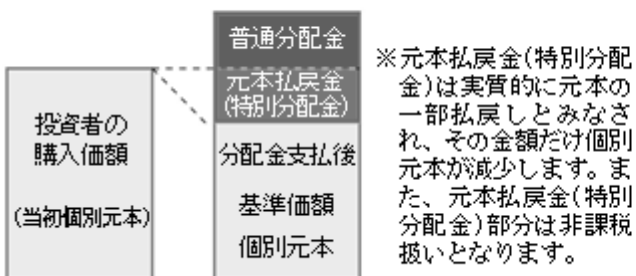 投資者の
購入価額
(当初個別元本)
普通分配金
元本払戻金
(特別分配金)
分配金支払後
基準価額
個別元本
※元本払戻金(特別分配
金)は実質的に元本の
一部払戻しとみなさ
れ、その金額だけ個別
元本が減少します。ま
た、元本払戻金(特別
分配金)部分は非課税
扱いとなります。